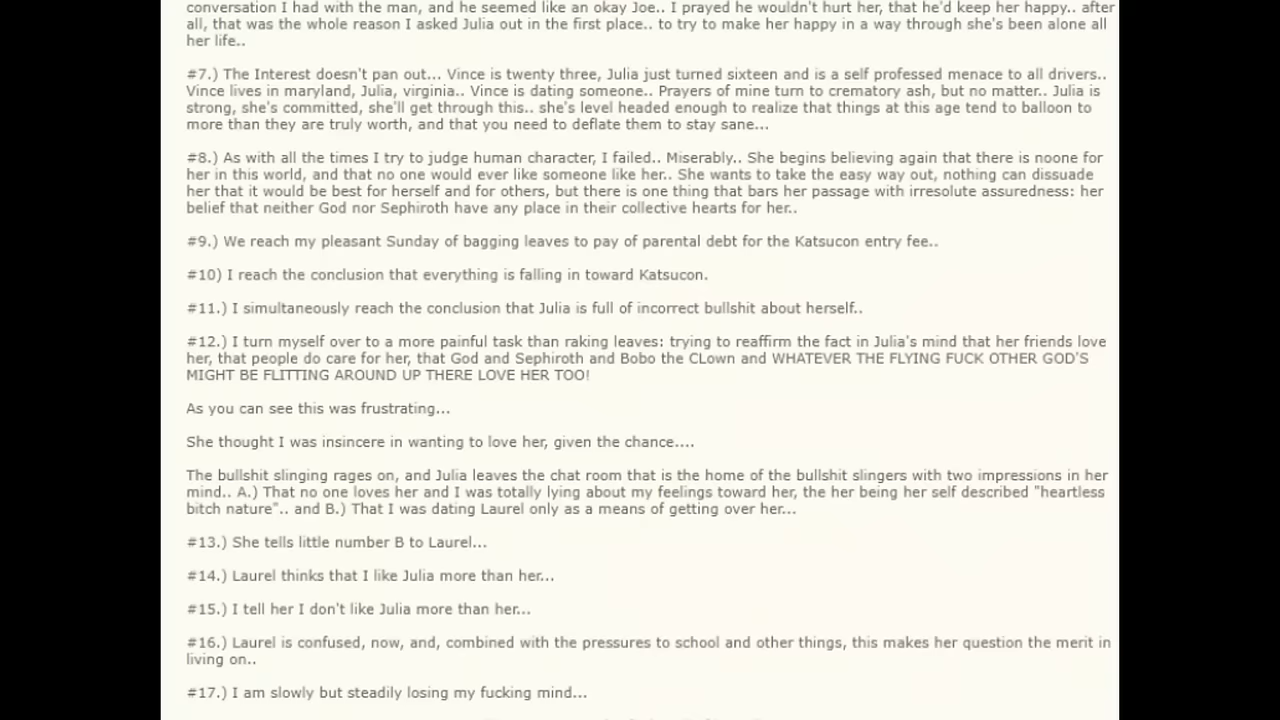 conversation I had with the man, and he seemed like an okay Joe.. I prayed he wouldn't hurt her, that he'd keep her happy.. after
all, that was the whole reason I asked Julia out in the first place.. to try to make her happy in a way through she's been alone all
her life..
#7.) The Interest doesn't pan out... Vince is twenty three, Julia just turned sixteen and is a self professed menace to all drivers..
Vince lives in maryland, Julia, virginia.. Vince is dating someone.. Prayers of mine turn to crematory ash, but no matter.. Julia is
strong, she's committed, she'll get through this.. she's level headed enough to realize that things at this age tend to balloon to
more than they are truly worth, and that you need to deflate them to stay sane...
#8.) As with all the times I try to judge human character, I failed.. Miserably.. She begins believing again that there is noone for
her in this world, and that no one would ever like someone like her.. She wants to take the easy way out, nothing can dissuade
her that it would be best for herself and for others, but there is one thing that bars her passage with irresolute assuredness: her
belief that neither God nor Sephiroth have any place in their collective hearts for her..
#9.) We reach my pleasant Sunday of bagging leaves to pay of parental debt for the Katsucon entry fee..
#10) I reach the conclusion that everything is falling in toward Katsucon.
#11.) I simultaneously reach the conclusion that Julia is full of incorrect bullshit about herself..
#12.) I turn myself over to a more painful task than raking leaves: trying to reaffirm the fact in Julia's mind that her friends love
her, that people do care for her, that God and Sephiroth and Bobo the CLown and WHATEVER THE FLYING FUCK OTHER GOD'S
MIGHT BE FLITTING AROUND UP THERE LOVE HER TOO!
As you can see this was frustrating...
She thought I was insincere in wanting to love her, given the chance....
The bullshit slinging rages on, and Julia leaves the chat room that is the home of the bullshit slingers with two impressions in her
mind.. A.) That no one loves her and I was totally lying about my feelings toward her, the her being her self described "heartless
bitch nature".. and B.) That I was dating Laurel only as a means of getting over her...
#13.) She tells little number B to Laurel...
#14.) Laurel thinks that I like Julia more than her...
#15.) I tell her I don't like Julia more than her...
#16.) Laurel is confused, now, and, combined with the pressures to school and other things, this makes her question the merit in
living on..
#17.) I am slowly but steadily losing my fucking mind...